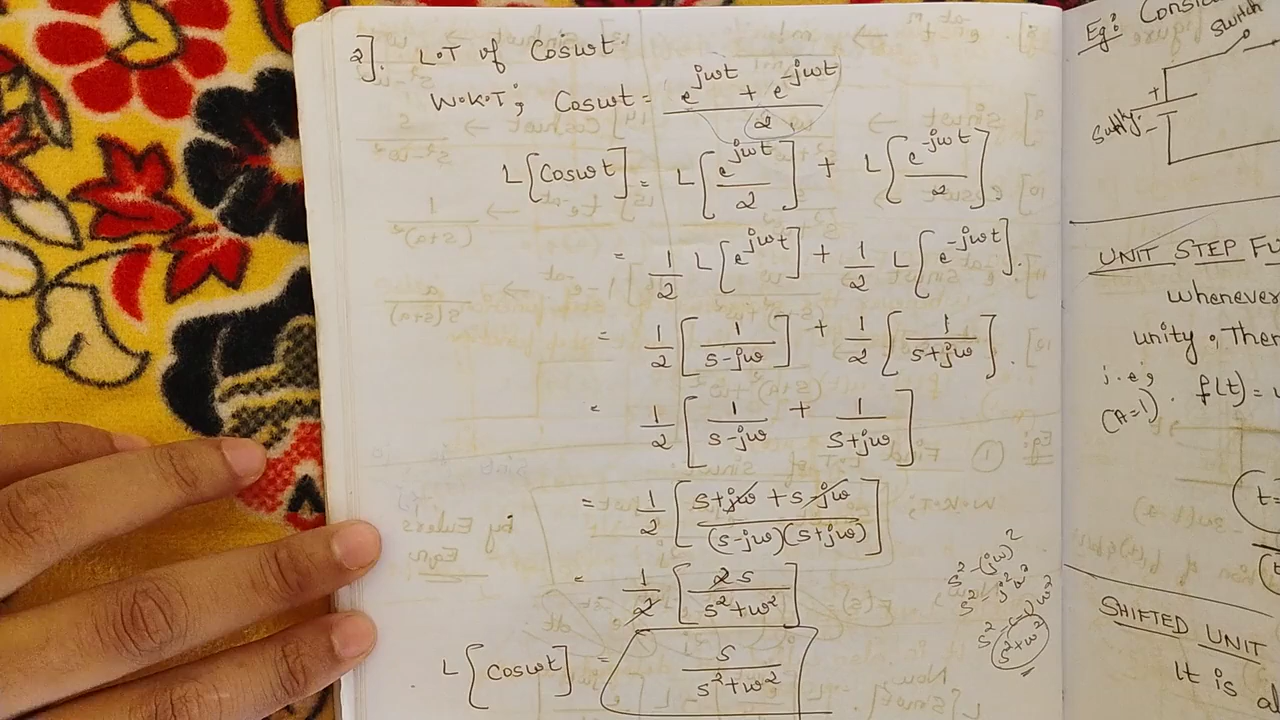 2]. L.T of Cosωt
W.K.T; Cosωt = (e^jωt + e^-jωt)/2
L[Cosωt] = L[e^jωt/2] + L[e^-jωt/2]
= 1/2 L[e^jωt] + 1/2 L[e^-jωt].
= 1/2 [1/(s-jω)] + 1/2 [1/(s+jω)].
= 1/2 [1/(s-jω) + 1/(s+jω)]
= 1/2 [(s+jω + s-jω)/((s-jω)(s+jω))]
= 1/2 [2s/(s²+ω²)]
L[Cosωt] = s/(s²+ω²)
s²-(jω)²
s²-j²ω²
s²+ω²
Eg: 
Switch
Supply
+
-
UNIT STEP
whenever
unity,
i.e;
(A=1). f(t) =
SHIFTED UNIT
It is